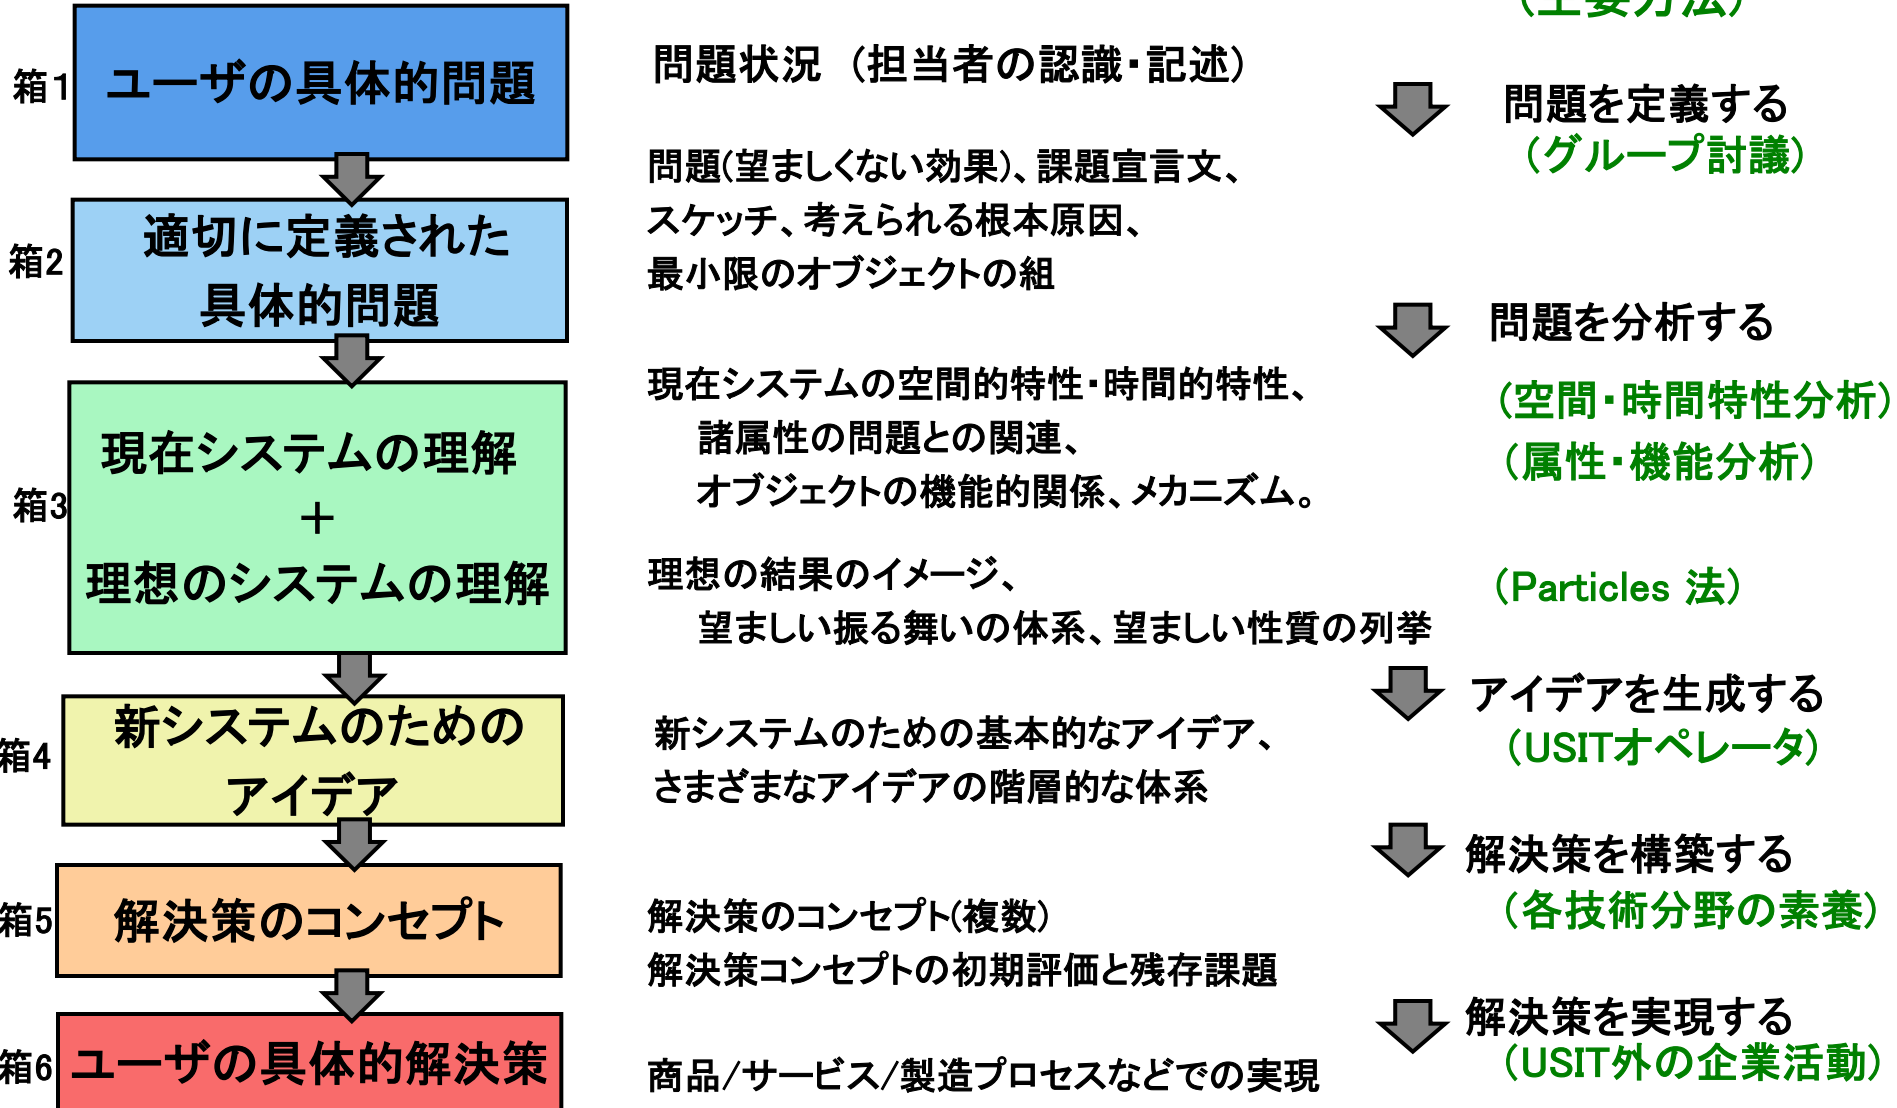 (主要方法)
箱1
ユーザの具体的問題
問題状況 (担当者の認識・記述)
問題を定義する
(グループ討議)
問題(望ましくない効果)、課題宣言文、
スケッチ、考えられる根本原因、
最小限のオブジェクトの組
箱2
適切に定義された
具体的問題
問題を分析する
(空間・時間特性分析)
(属性・機能分析)
現在システムの空間的特性・時間的特性、
諸属性の問題との関連、
オブジェクトの機能的関係、メカニズム。
箱3
現在システムの理解
+
理想のシステムの理解
理想の結果のイメージ、
望ましい振る舞いの体系、望ましい性質の列挙
(Particles 法)
アイデアを生成する
(USITオペレータ)
箱4
新システムのための
アイデア
新システムのための基本的なアイデア、
さまざまなアイデアの階層的な体系
解決策を構築する
(各技術分野の素養)
箱5
解決策のコンセプト
解決策のコンセプト(複数)
解決策コンセプトの初期評価と残存課題
解決策を実現する
(USIT外の企業活動)
箱6
ユーザの具体的解決策
商品/サービス/製造プロセスなどでの実現